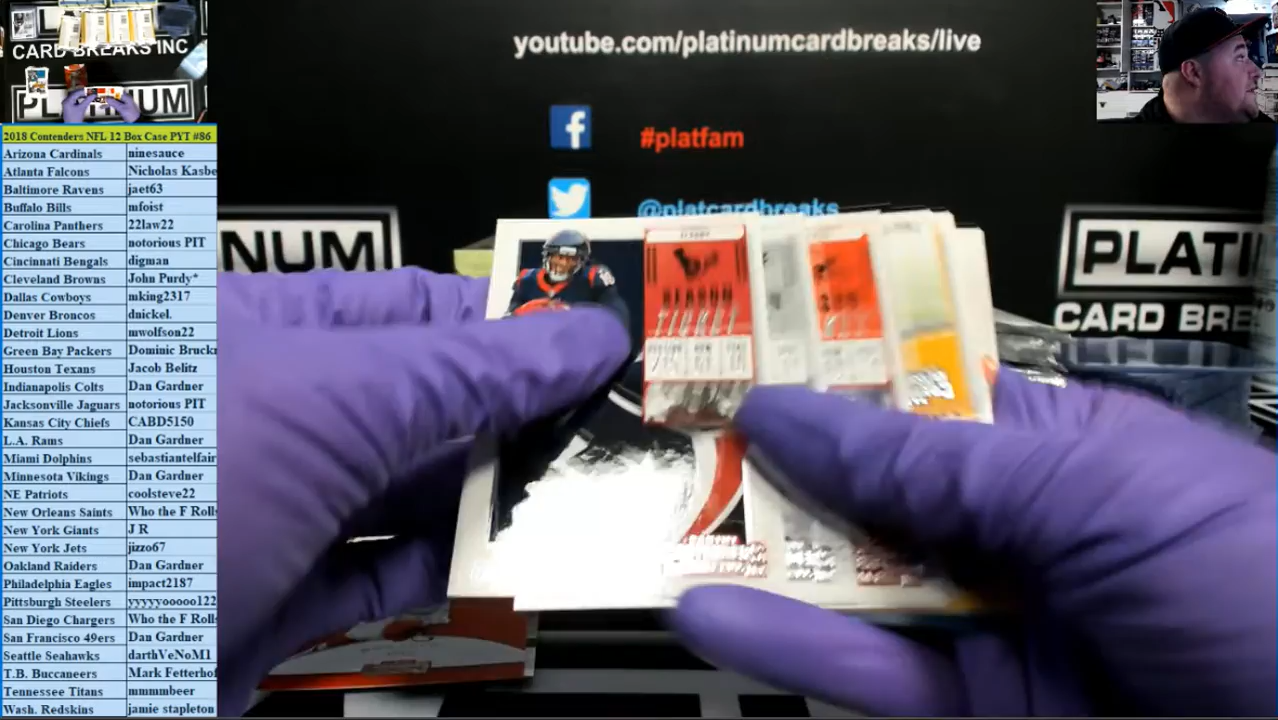 CARD BREAKS INC
PLATINUM
youtube.com/platinumcardbreaks/live
#platfam
@platcardbreaks
2018 Contenders NFL 12 Box Case PYT #86
Arizona Cardinals ninesauce
Atlanta Falcons Nicholas Kasbe
Baltimore Ravens jaet63
Buffalo Bills mfoist
Carolina Panthers 22law22
Chicago Bears notorious PIT
Cincinnati Bengals digman
Cleveland Browns John Purdy*
Dallas Cowboys mking2317
Denver Broncos dnickel.
Detroit Lions mwolfson22
Green Bay Packers Dominic Bruckn
Houston Texans Jacob Belitz
Indianapolis Colts Dan Gardner
Jacksonville Jaguars notorious PIT
Kansas City Chiefs CABD5150
L.A. Rams Dan Gardner
Miami Dolphins sebastiantelfair
Minnesota Vikings Dan Gardner
NE Patriots coolsteve22
New Orleans Saints Who the F Rolls
New York Giants J R
New York Jets jizzo67
Oakland Raiders Dan Gardner
Philadelphia Eagles impact2187
Pittsburgh Steelers yyyyyooooo122
San Diego Chargers Who the F Rolls
San Francisco 49ers Dan Gardner
Seattle Seahawks darthVeNoM1
T.B. Buccaneers Mark Fetterhof
Tennessee Titans mmmmbeer
Wash. Redskins jamie stapleton
NUM
SEASON
TICKET
PLATI
CARD BRE